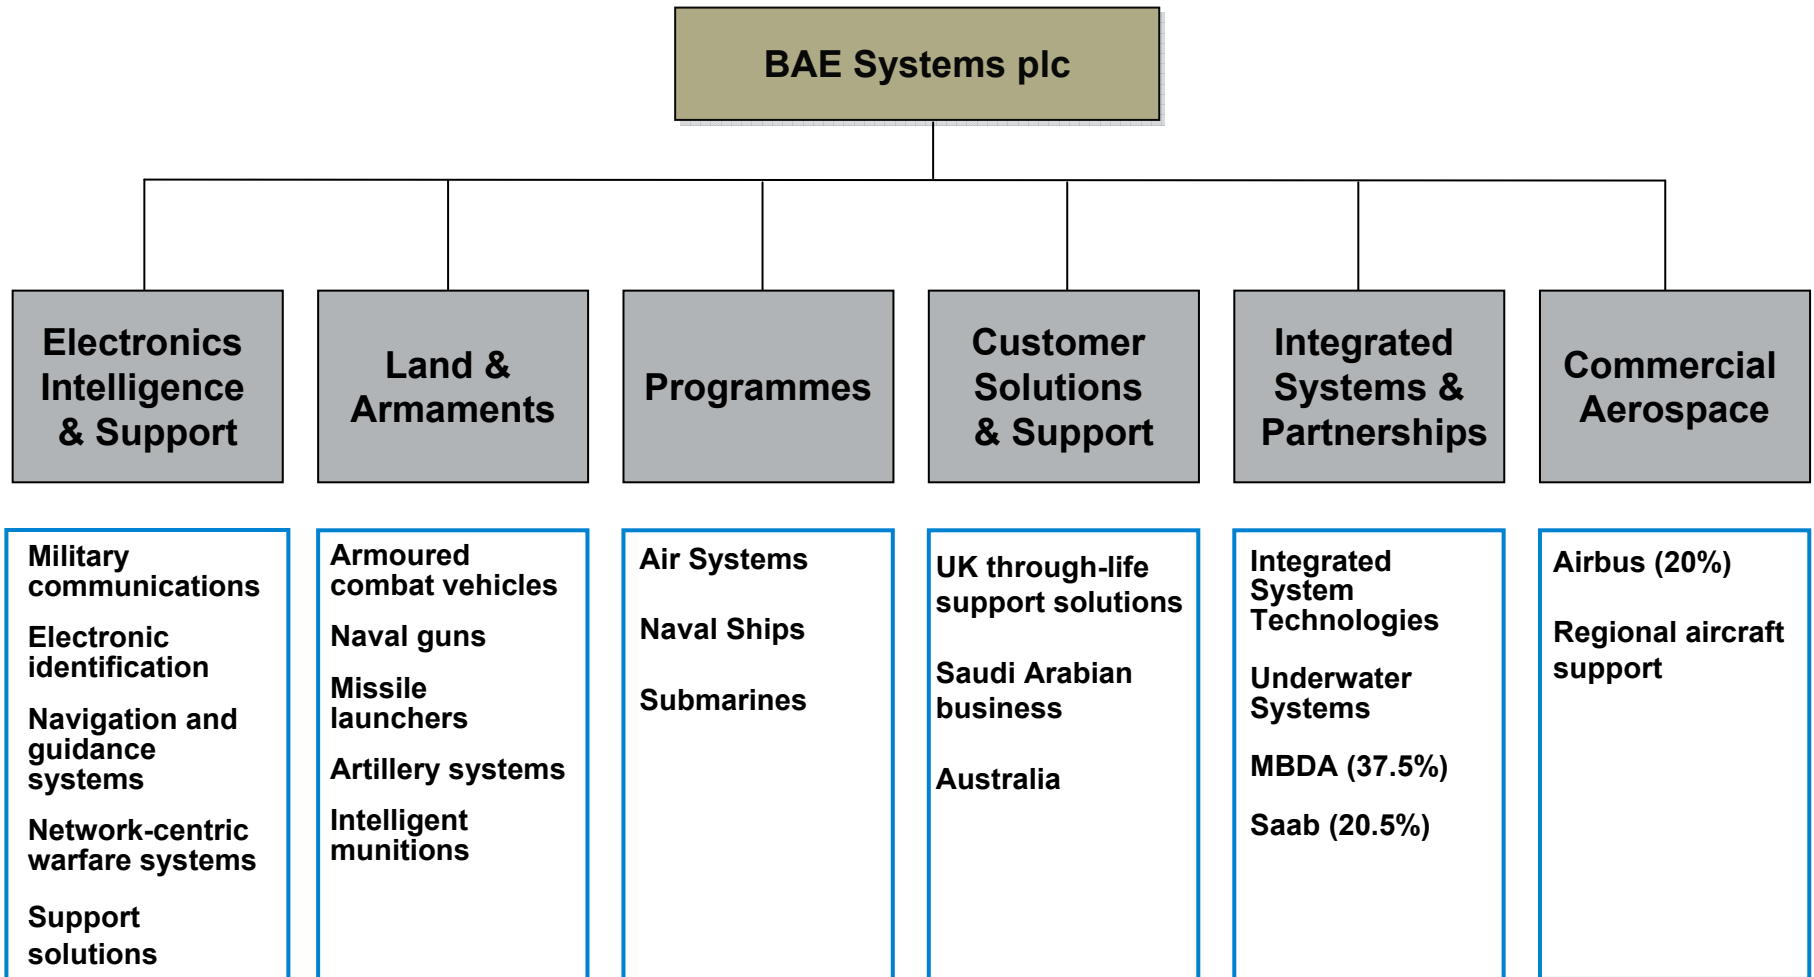 BAE Systems plc
Electronics
Intelligence
& Support
Land &
Armaments
Programmes
Customer
Solutions
& Support
Integrated
Systems &
Partnerships
Commercial
Aerospace
Military
communications
Electronic
identification
Navigation and
guidance
systems
Network-centric
warfare systems
Support
solutions
Armoured
combat vehicles
Naval guns
Missile
launchers
Artillery systems
Intelligent
munitions
Air Systems
Naval Ships
Submarines
UK through-life
support solutions
Saudi Arabian
business
Australia
Integrated
System
Technologies
Underwater
Systems
MBDA (37.5%)
Saab (20.5%)
Airbus (20%)
Regional aircraft
support